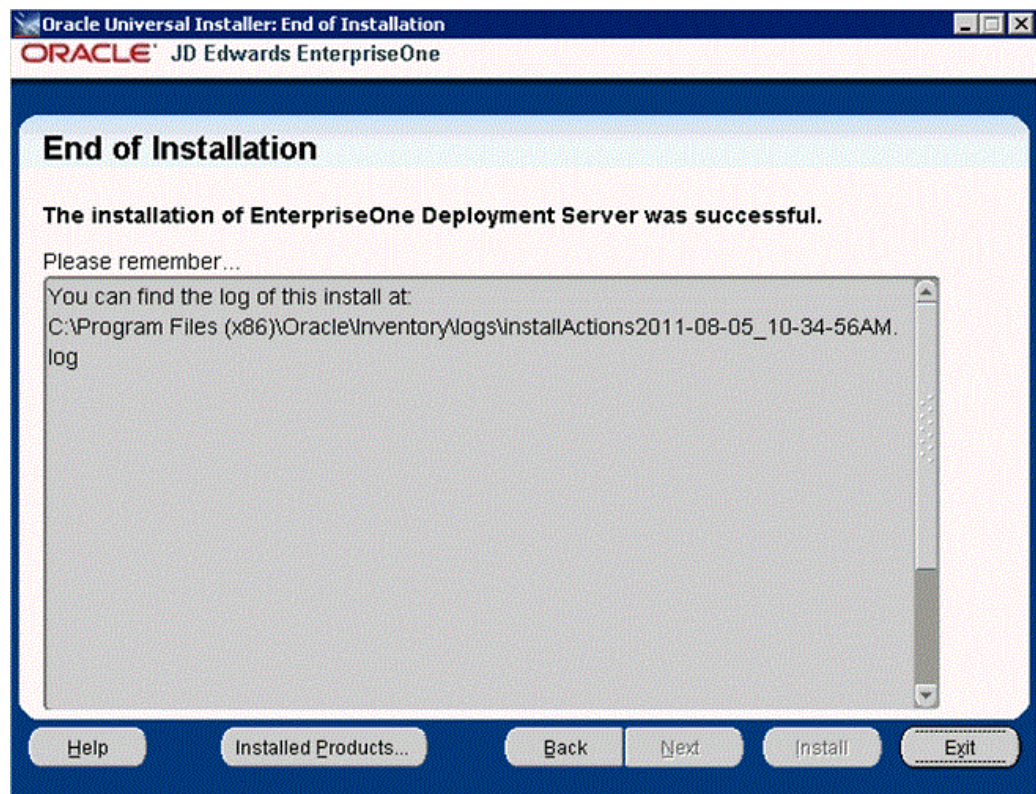 Oracle Universal Installer: End of Installation
ORACLE JD Edwards EnterpriseOne
End of Installation
The installation of EnterpriseOne Deployment Server was successful.
Please remember...
You can find the log of this install at:
C:\Program Files (x86)\Oracle\Inventory\logs\installActions2011-08-05_10-34-56AM.
log
Help Installed Products... Back Next Install Exit